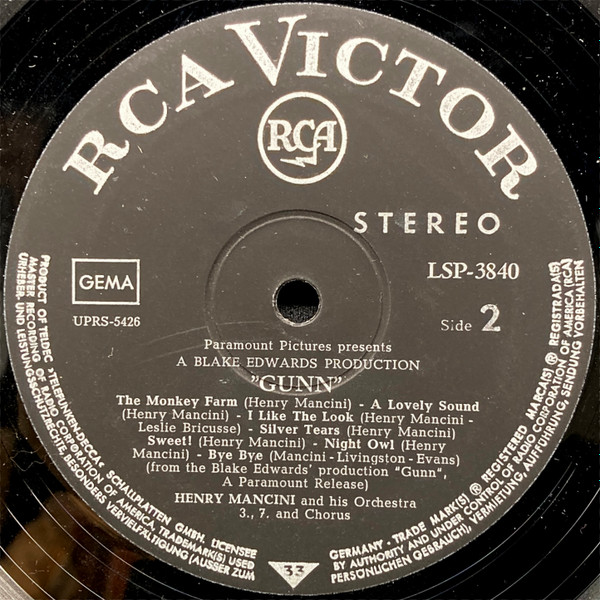 RCA VICTOR
RCA
STEREO
GEMA
LSP-3840
UPRS-5426
Side 2
Paramount Pictures presents
A BLAKE EDWARDS PRODUCTION
"GUNN"
The Monkey Farm (Henry Mancini) - A Lovely Sound
(Henry Mancini) - I Like The Look (Henry Mancini -
Leslie Bricusse) - Silver Tears (Henry Mancini)
Sweet! (Henry Mancini) - Night Owl (Henry
Mancini) - Bye Bye (Mancini-Livingston-Evans)
(from the Blake Edwards' production "Gunn",
A Paramount Release)
HENRY MANCINI and his Orchestra
3., 7. and Chorus
33
PRODUCT OF TELDEC »TELEFUNKEN-DECCA« SCHALLPLATTEN GMBH. LICENSEE
MASTER RECORDING OF RADIO CORPORATION OF AMERICA, TRADEMARK(S) USED
URHEBER- UND LEISTUNGSSCHUTZRECHTE, BESONDERS VERVIELFÄLTIGUNG (AUSSER ZUM
GERMANY - TRADE MARK(S) ® REGISTERED MARCA(S) ® REGISTRADA(S)
BY AUTHORITY AND UNDER CONTROL OF RADIO CORPORATION OF AMERICA (RCA)
PERSÖNLICHEN GEBRAUCH), VERMIETUNG, AUFFÜHRUNG, SENDUNG VORBEHALTEN